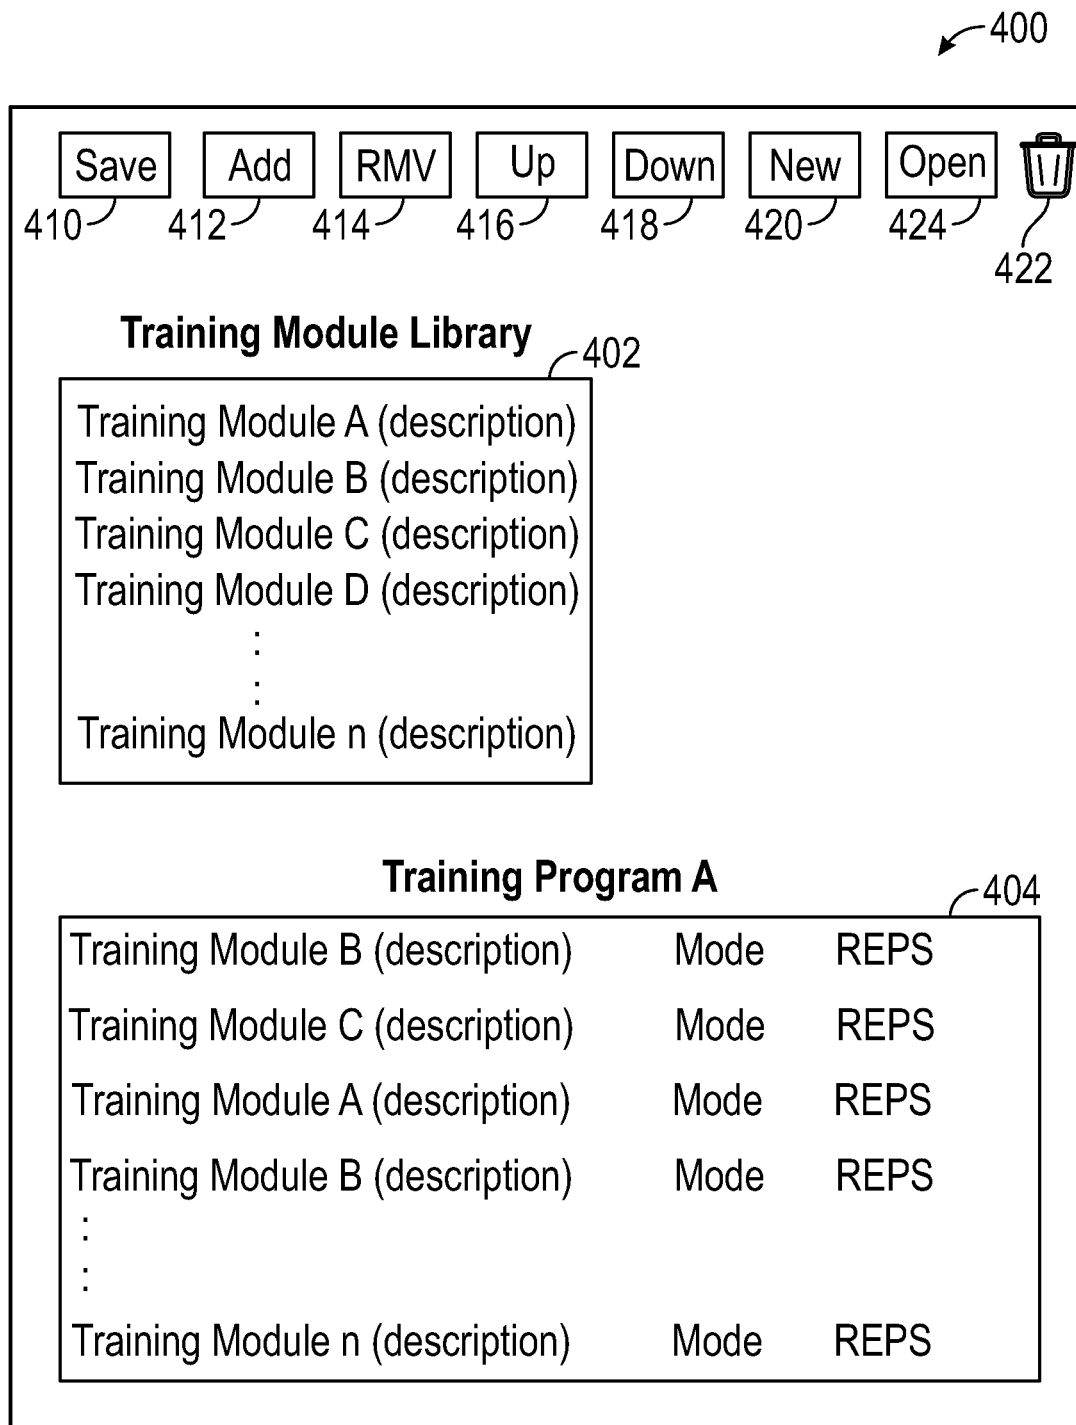 400
Save Add RMV Up Down New Open
410 412 414 416 418 420 424
422
Training Module Library
402
Training Module A (description)
Training Module B (description)
Training Module C (description)
Training Module D (description)
:
:
Training Module n (description)
Training Program A
404
Training Module B (description) Mode REPS
Training Module C (description) Mode REPS
Training Module A (description) Mode REPS
Training Module B (description) Mode REPS
:
:
Training Module n (description) Mode REPS